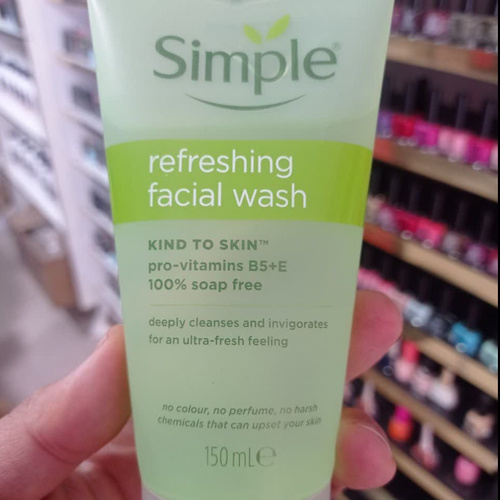 Simple®
refreshing
facial wash
KIND TO SKIN™
pro-vitamins B5+E
100% soap free
deeply cleanses and invigorates
for an ultra-fresh feeling
no colour, no perfume, no harsh
chemicals that can upset your skin
150 mL℮